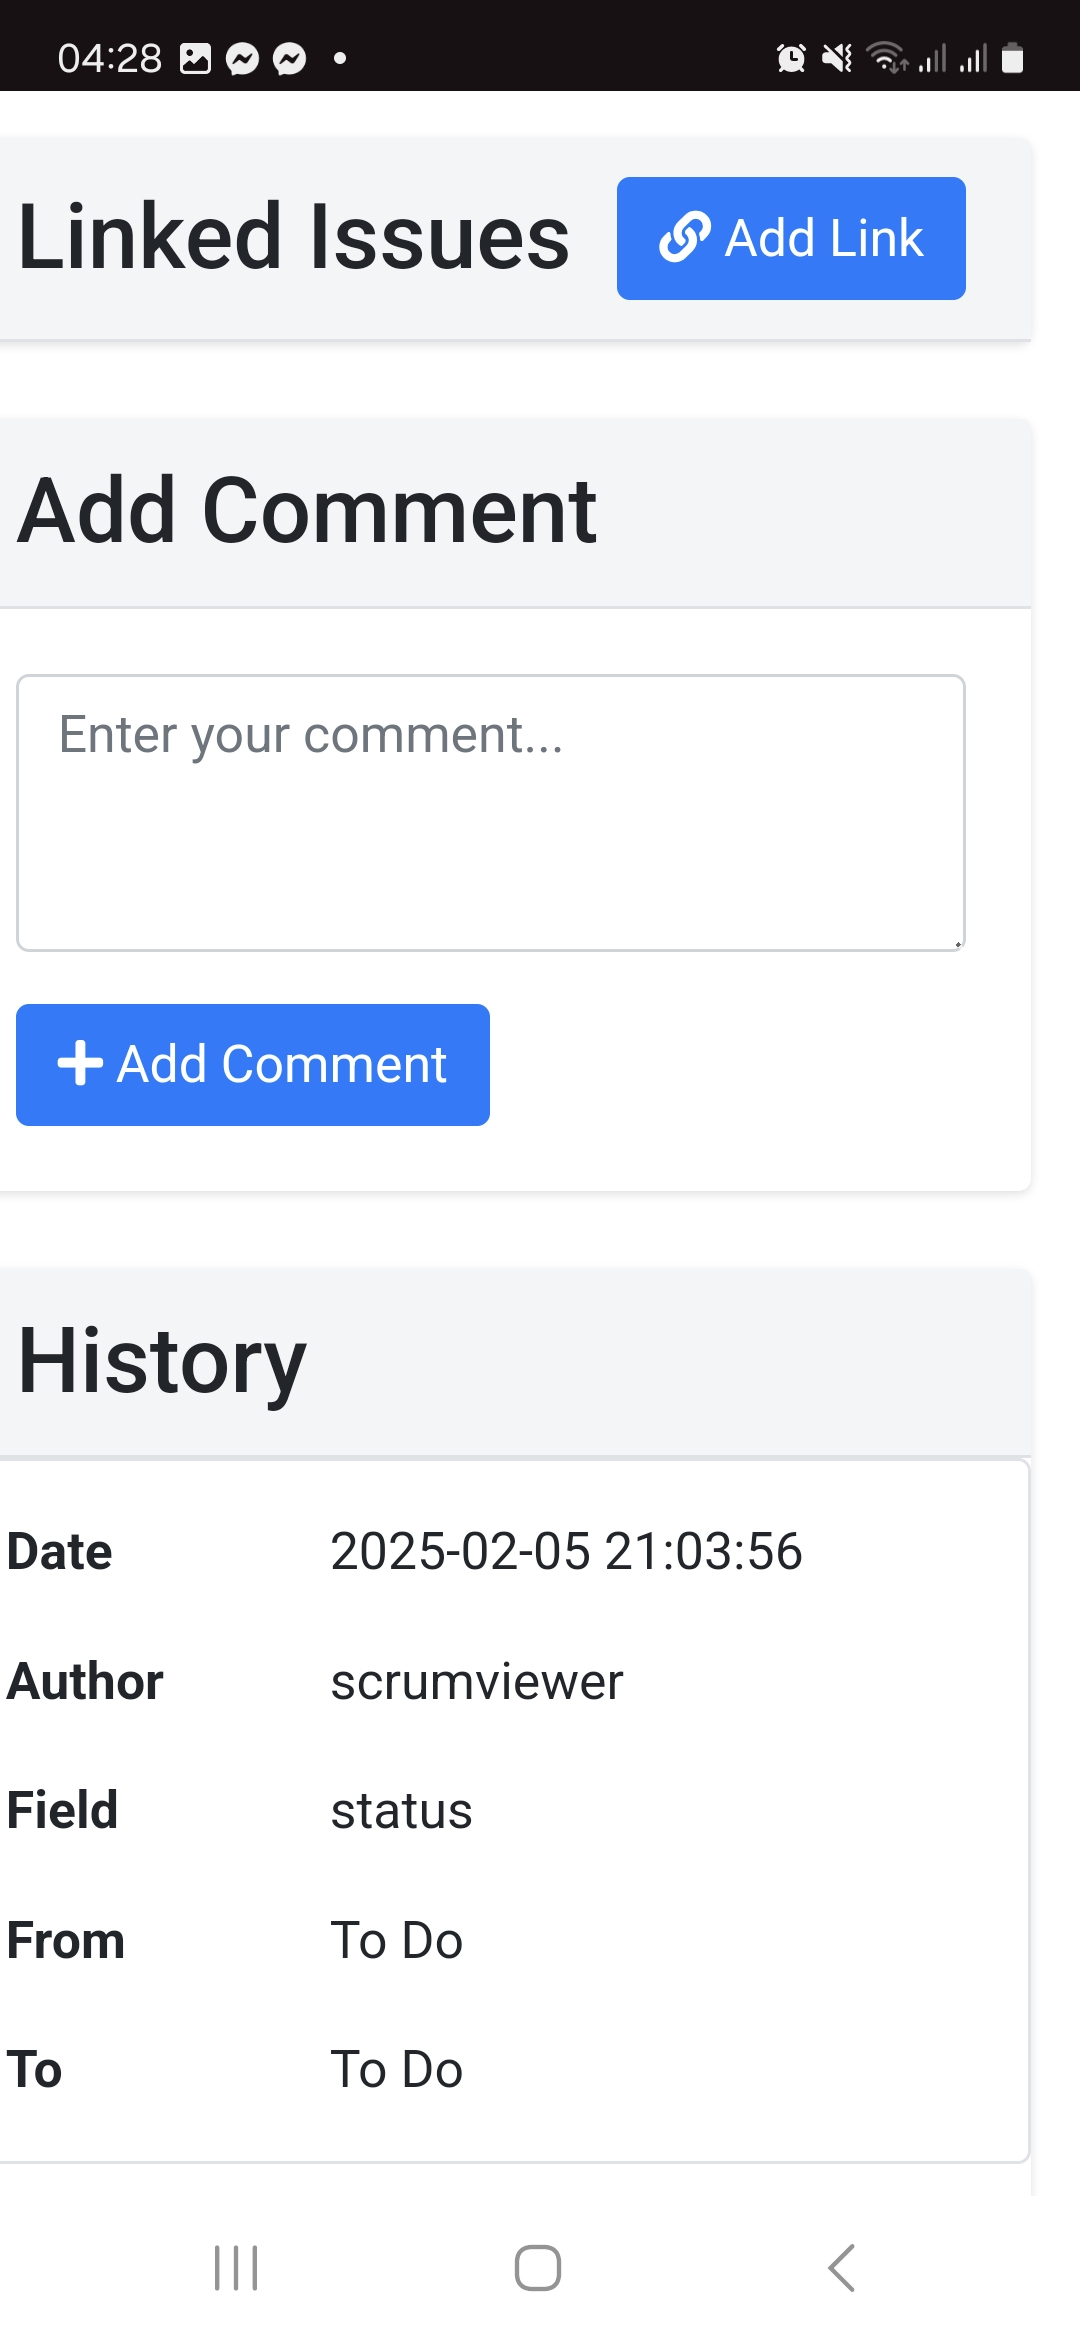 04:28
Linked Issues
Add Link
Add Comment
Enter your comment...
Add Comment
History
Date 2025-02-05 21:03:56
Author scrumviewer
Field status
From To Do
To To Do